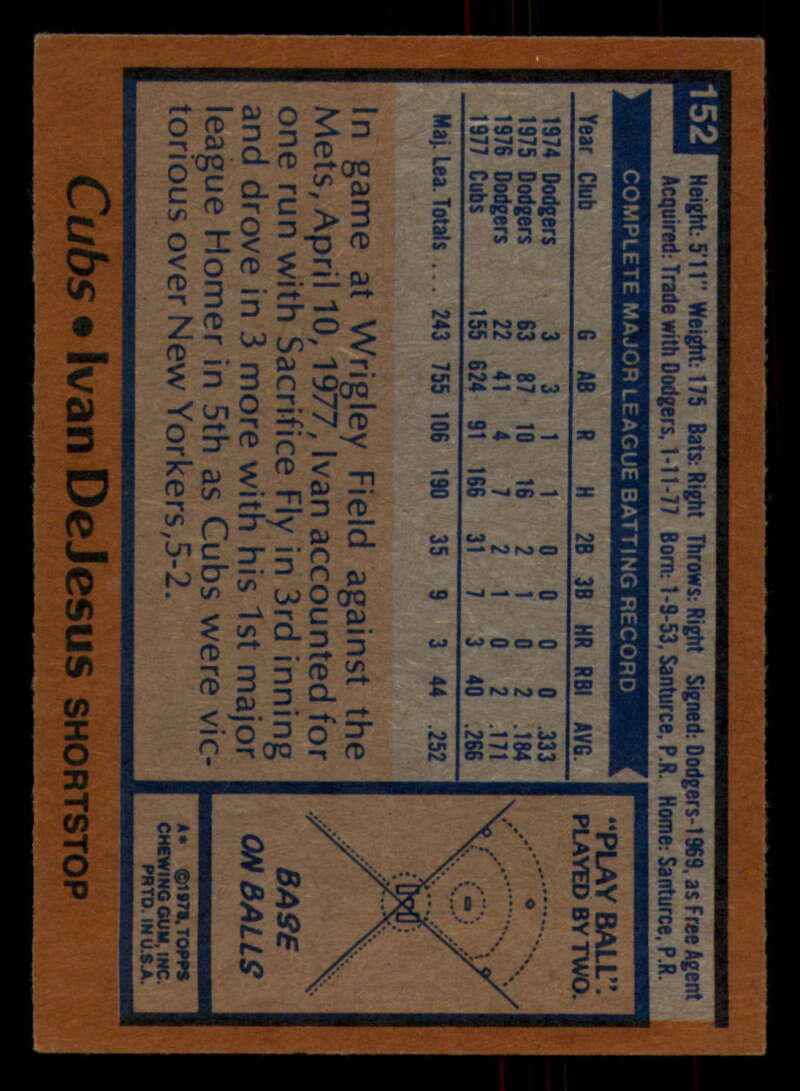 152
Height: 5'11" Weight: 175 Bats: Right Throws: Right Signed: Dodgers-1969, as Free Agent
Acquired: Trade with Dodgers, 1-11-77 Born: 1-9-53, Santurce, P.R. Home: Santurce, P.R.
COMPLETE MAJOR LEAGUE BATTING RECORD
Year Club G AB R H 2B 3B HR RBI AVG.
1974 Dodgers 3 3 1 1 0 0 0 0 .333
1975 Dodgers 63 87 10 16 2 1 0 2 .184
1976 Dodgers 22 41 4 7 2 1 0 2 .171
1977 Cubs 155 624 91 166 31 7 3 40 .266
Maj. Lea. Totals ... 243 755 106 190 35 9 3 44 .252
In game at Wrigley Field against the
Mets, April 10, 1977, Ivan accounted for
one run with Sacrifice Fly in 3rd inning
and drove in 3 more with his 1st major
league Homer in 5th as Cubs were vic-
torious over New Yorkers, 5-2.
"PLAY BALL":
PLAYED BY TWO.
BASE
ON BALLS
A* ©1978, TOPPS
CHEWING GUM, INC.
PRTD. IN U.S.A.
Cubs • Ivan DeJesus SHORTSTOP